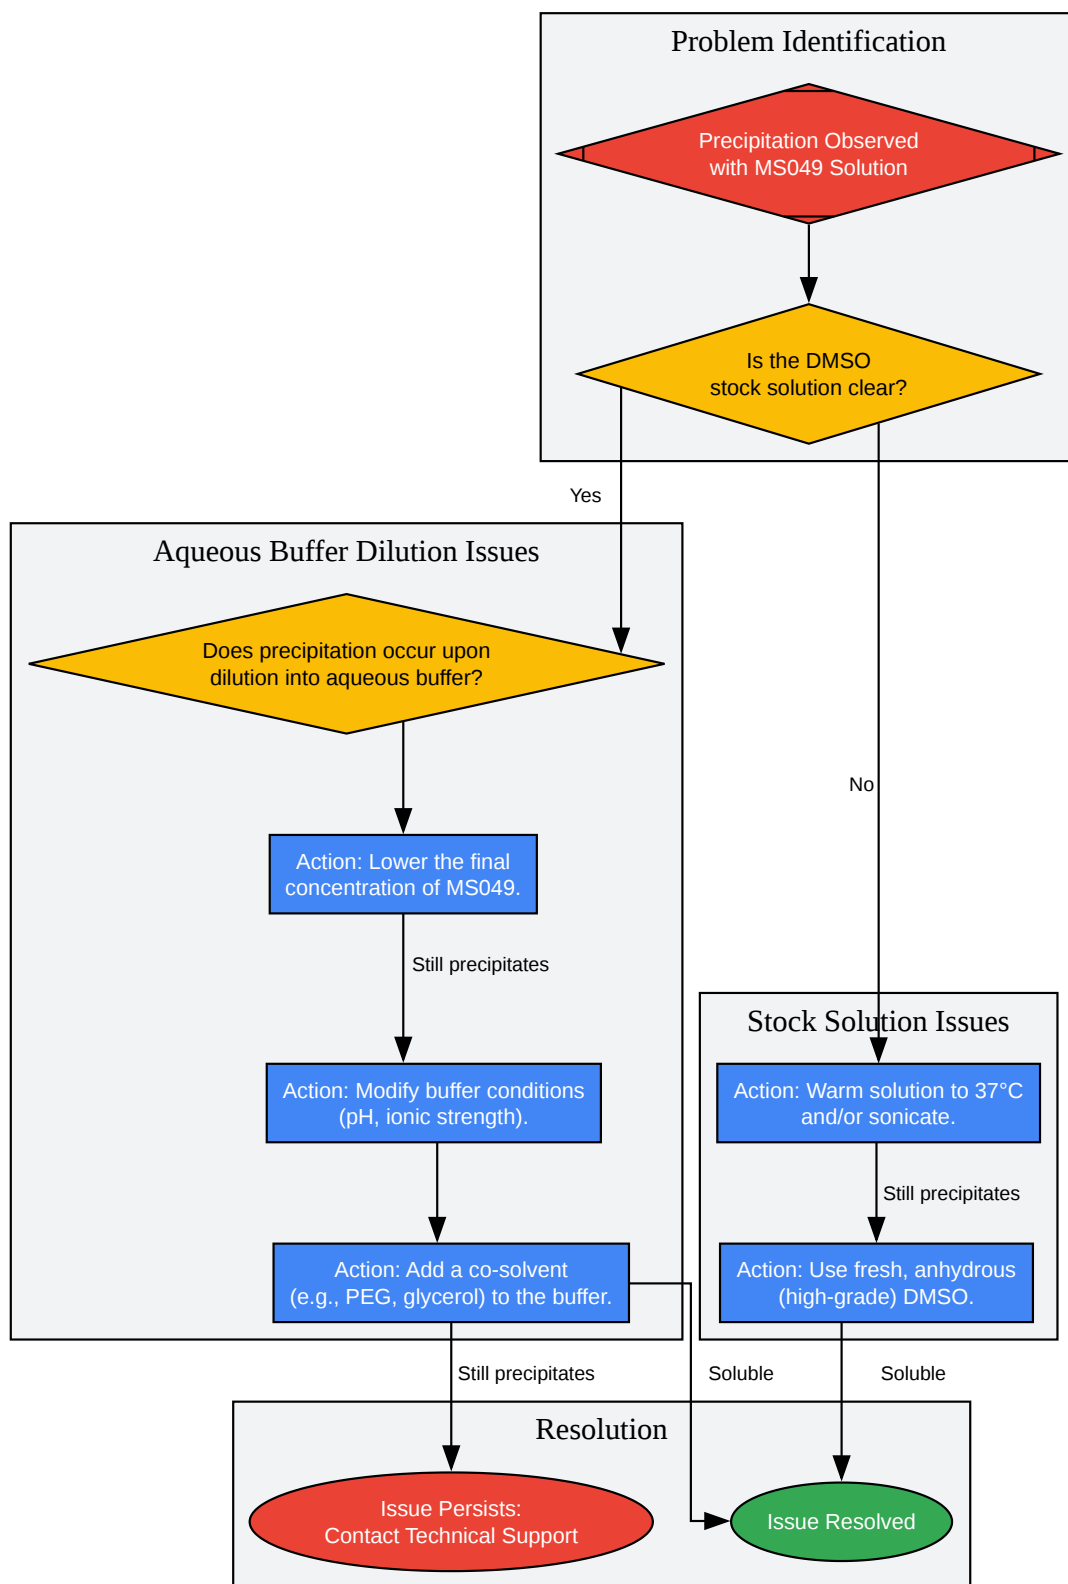 Problem Identification
Precipitation Observed
with MS049 Solution
Is the DMSO
stock solution clear?
Yes
No
Aqueous Buffer Dilution Issues
Does precipitation occur upon
dilution into aqueous buffer?
Action: Lower the final
concentration of MS049.
Still precipitates
Action: Modify buffer conditions
(pH, ionic strength).
Action: Add a co-solvent
(e.g., PEG, glycerol) to the buffer.
Stock Solution Issues
Action: Warm solution to 37°C
and/or sonicate.
Still precipitates
Action: Use fresh, anhydrous
(high-grade) DMSO.
Still precipitates
Soluble
Soluble
Resolution
Issue Persists:
Contact Technical Support
Issue Resolved